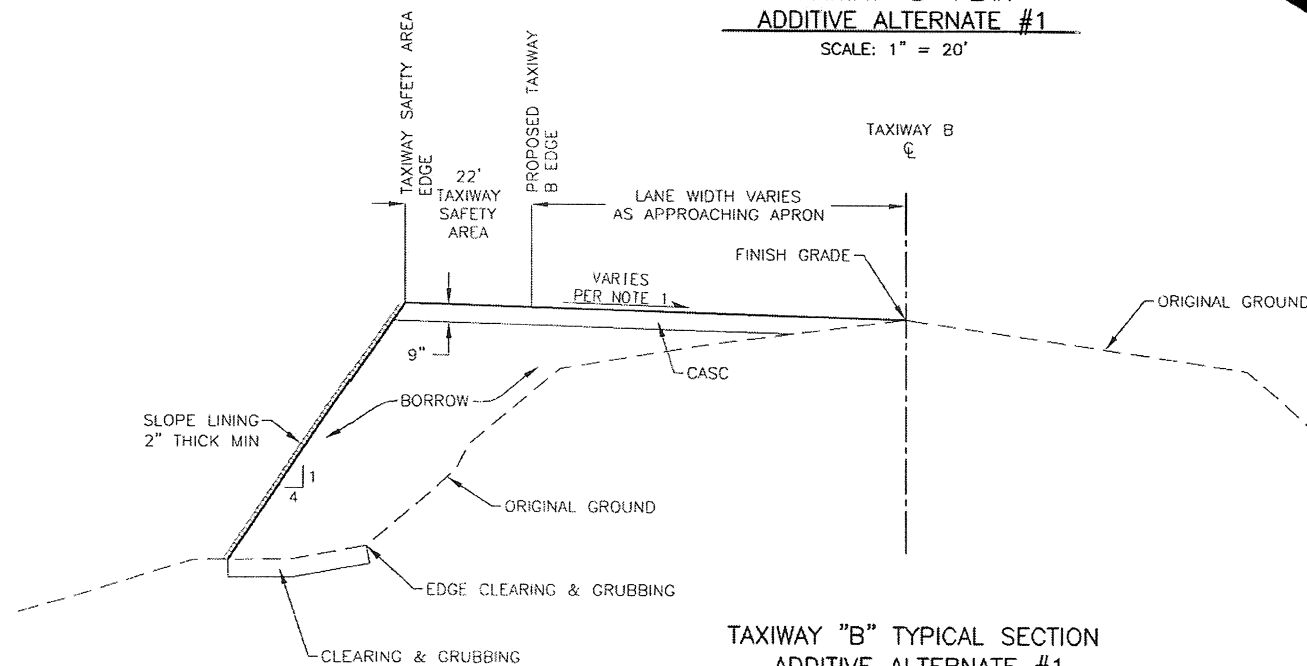 ADDITIVE ALTERNATE #1
SCALE: 1" = 20'
TAXIWAY SAFETY AREA
EDGE
22'
TAXIWAY
SAFETY
AREA
PROPOSED TAXIWAY
B EDGE
LANE WIDTH VARIES
AS APPROACHING APRON
TAXIWAY B
℄
FINISH GRADE
VARIES
PER NOTE 1
ORIGINAL GROUND
9"
CASC
BORROW
SLOPE LINING
2" THICK MIN
1
4
ORIGINAL GROUND
EDGE CLEARING & GRUBBING
CLEARING & GRUBBING
TAXIWAY "B" TYPICAL SECTION
ADDITIVE ALTERNATE #1